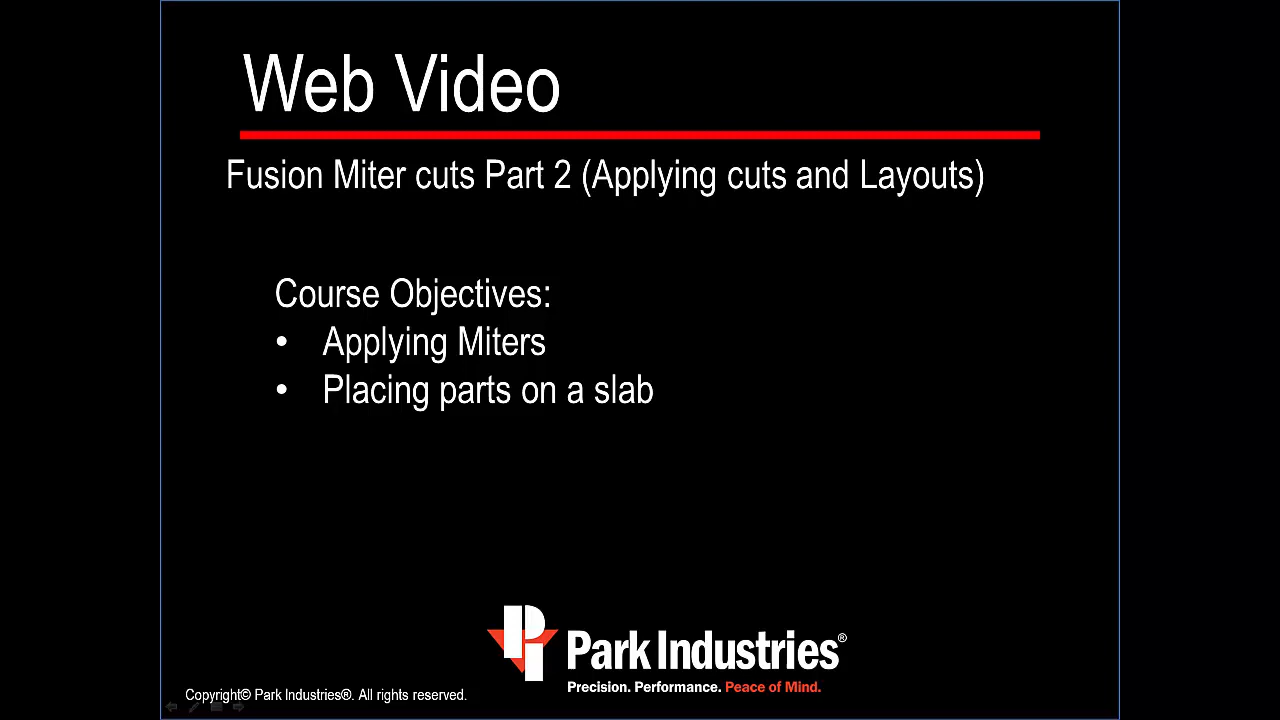 Web Video
Fusion Miter cuts Part 2 (Applying cuts and Layouts)
Course Objectives:
• Applying Miters
• Placing parts on a slab
Park Industries®
Precision. Performance. Peace of Mind.
Copyright© Park Industries®. All rights reserved.